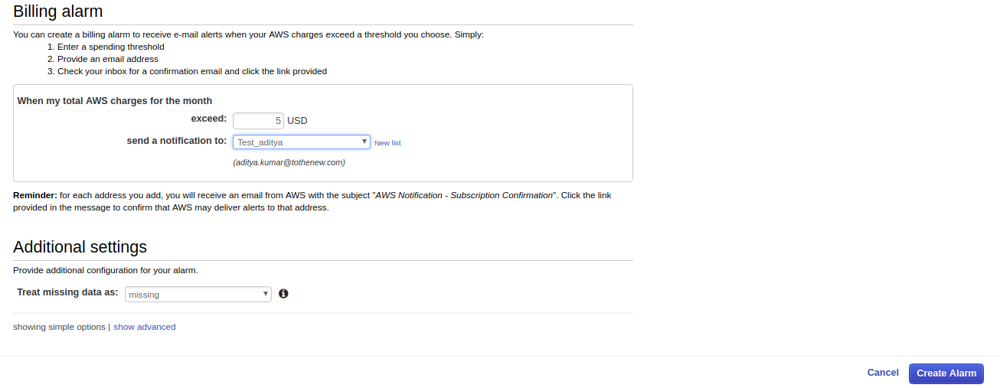 Billing alarm
You can create a billing alarm to receive e-mail alerts when your AWS charges exceed a threshold you choose. Simply:
1. Enter a spending threshold
2. Provide an email address
3. Check your inbox for a confirmation email and click the link provided
When my total AWS charges for the month
exceed: 5 USD
send a notification to: Test_aditya New list
(aditya.kumar@tothenew.com)
Reminder: for each address you add, you will receive an email from AWS with the subject "AWS Notification - Subscription Confirmation". Click the link
provided in the message to confirm that AWS may deliver alerts to that address.
Additional settings
Provide additional configuration for your alarm.
Treat missing data as: missing
showing simple options | show advanced
Cancel Create Alarm